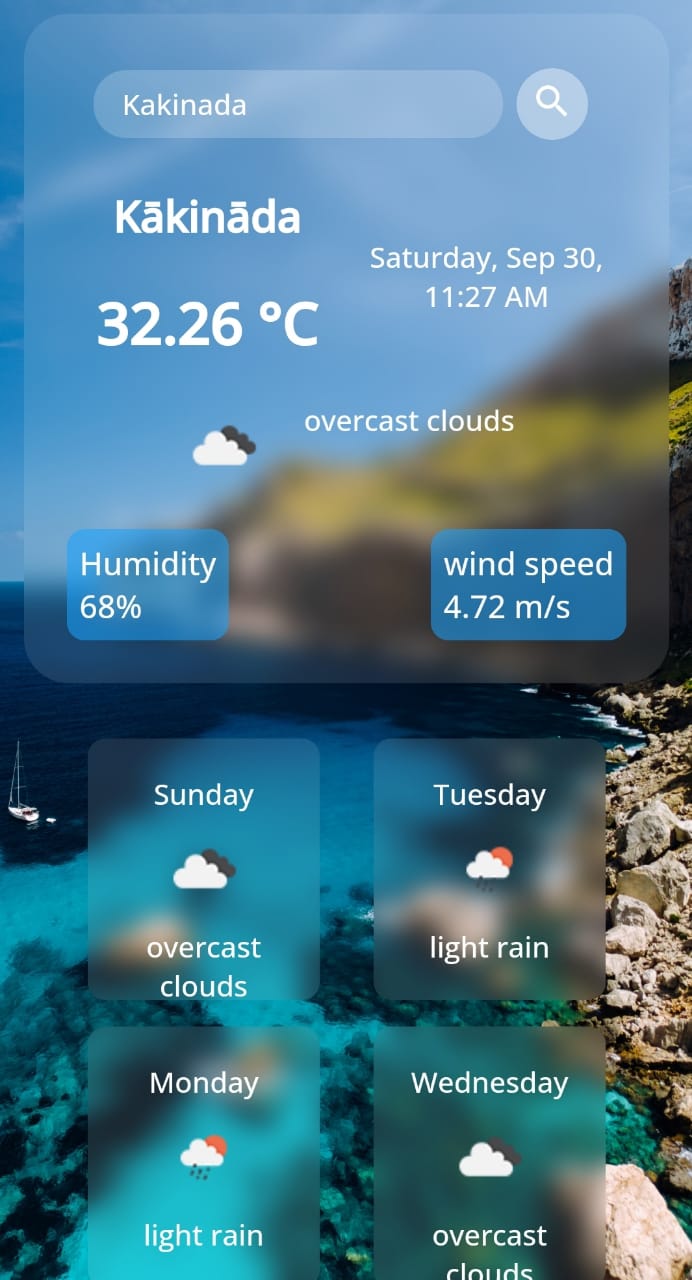 Kakinada
Kākināda
Saturday, Sep 30,
11:27 AM
32.26 °C
overcast clouds
Humidity
68%
wind speed
4.72 m/s
Sunday
overcast
clouds
Tuesday
light rain
Monday
light rain
Wednesday
overcast
clouds